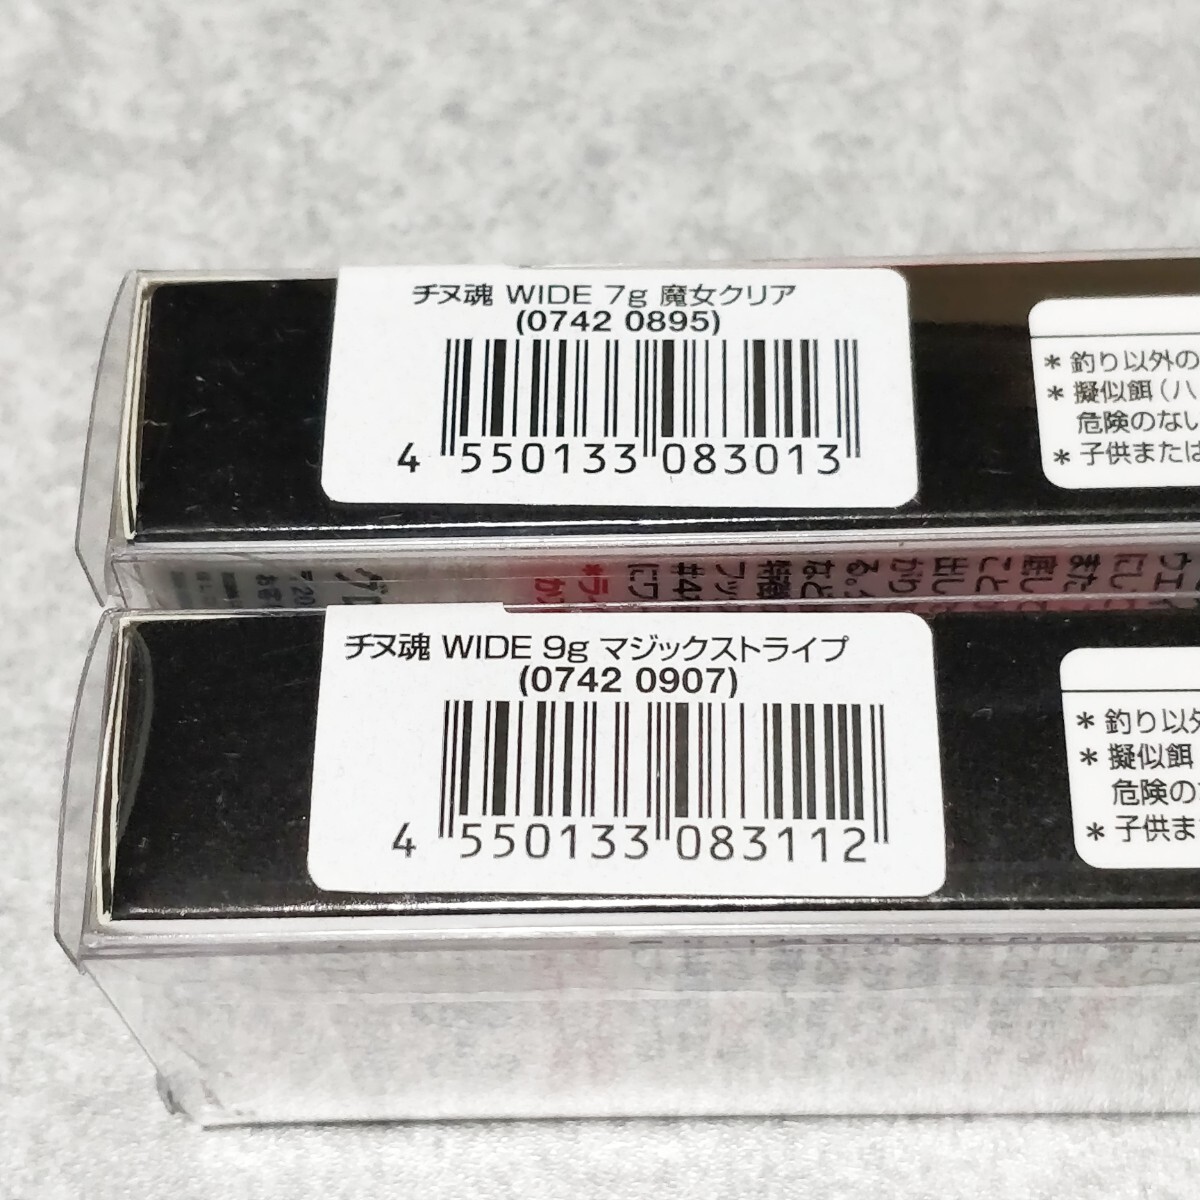 チヌ魂 WIDE 7g 魔女クリア
(0742 0895)
4 550133 083013
* 釣り以外の
* 擬似餌(ハ
危険のない
* 子供または
チヌ魂 WIDE 9g マジックストライプ
(0742 0907)
4 550133 083112
* 釣り以外
* 擬似餌
危険の
* 子供ま